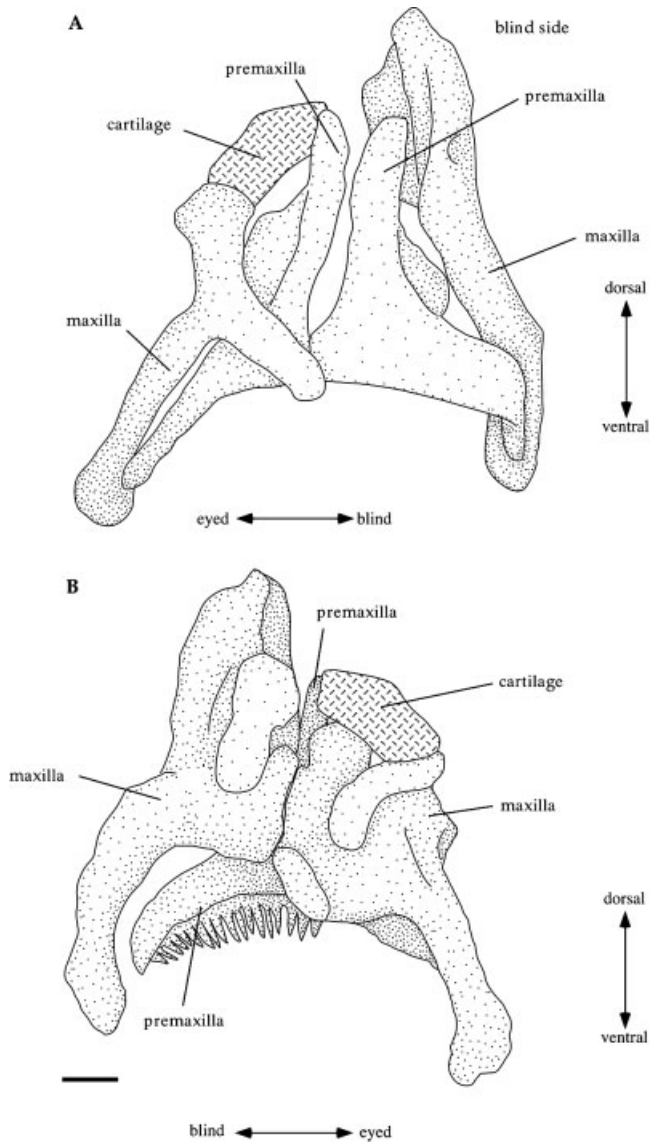 A
blind side
premaxilla
premaxilla
cartilage
maxilla
maxilla
dorsal
ventral
eyed
blind
B
premaxilla
cartilage
maxilla
maxilla
dorsal
ventral
premaxilla
blind
eyed